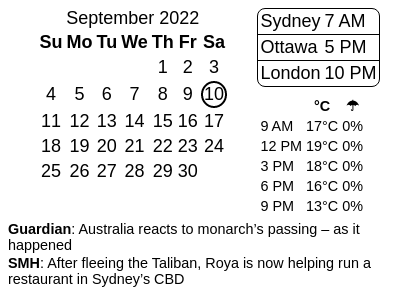 September 2022
Su Mo Tu We Th Fr Sa
1 2 3
4 5 6 7 8 9 10
11 12 13 14 15 16 17
18 19 20 21 22 23 24
25 26 27 28 29 30
Sydney 7 AM
Ottawa 5 PM
London 10 PM
°C ☂
9 AM 17°C 0%
12 PM 19°C 0%
3 PM 18°C 0%
6 PM 16°C 0%
9 PM 13°C 0%
Guardian: Australia reacts to monarch’s passing – as it
happened
SMH: After fleeing the Taliban, Roya is now helping run a
restaurant in Sydney’s CBD